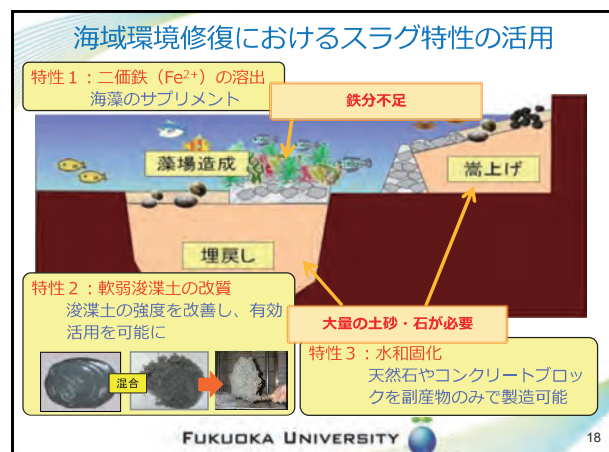 海域環境修復におけるスラグ特性の活用
特性１：二価鉄（Fe²⁺）の溶出
海藻のサプリメント
鉄分不足
藻場造成
嵩上げ
埋戻し
特性２：軟弱浚渫土の改質
浚渫土の強度を改善し、有効
活用を可能に
混合
大量の土砂・石が必要
特性３：水和固化
天然石やコンクリートブロッ
クを副産物のみで製造可能
FUKUOKA UNIVERSITY
18